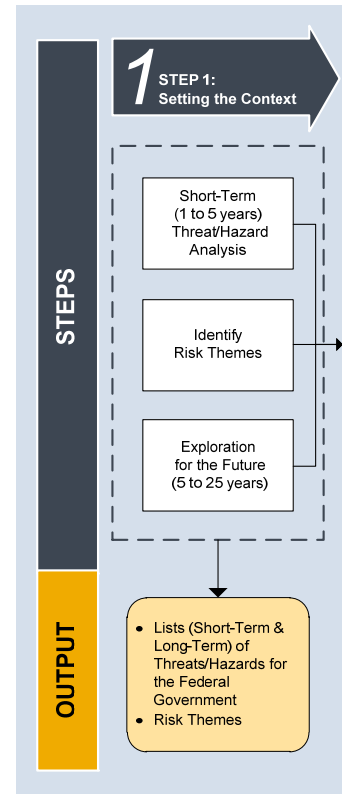 1
STEP 1:
Setting the Context
STEPS
Short-Term
(1 to 5 years)
Threat/Hazard
Analysis
Identify
Risk Themes
Exploration
for the Future
(5 to 25 years)
OUTPUT
• Lists (Short-Term &
Long-Term) of
Threats/Hazards for
the Federal
Government
• Risk Themes